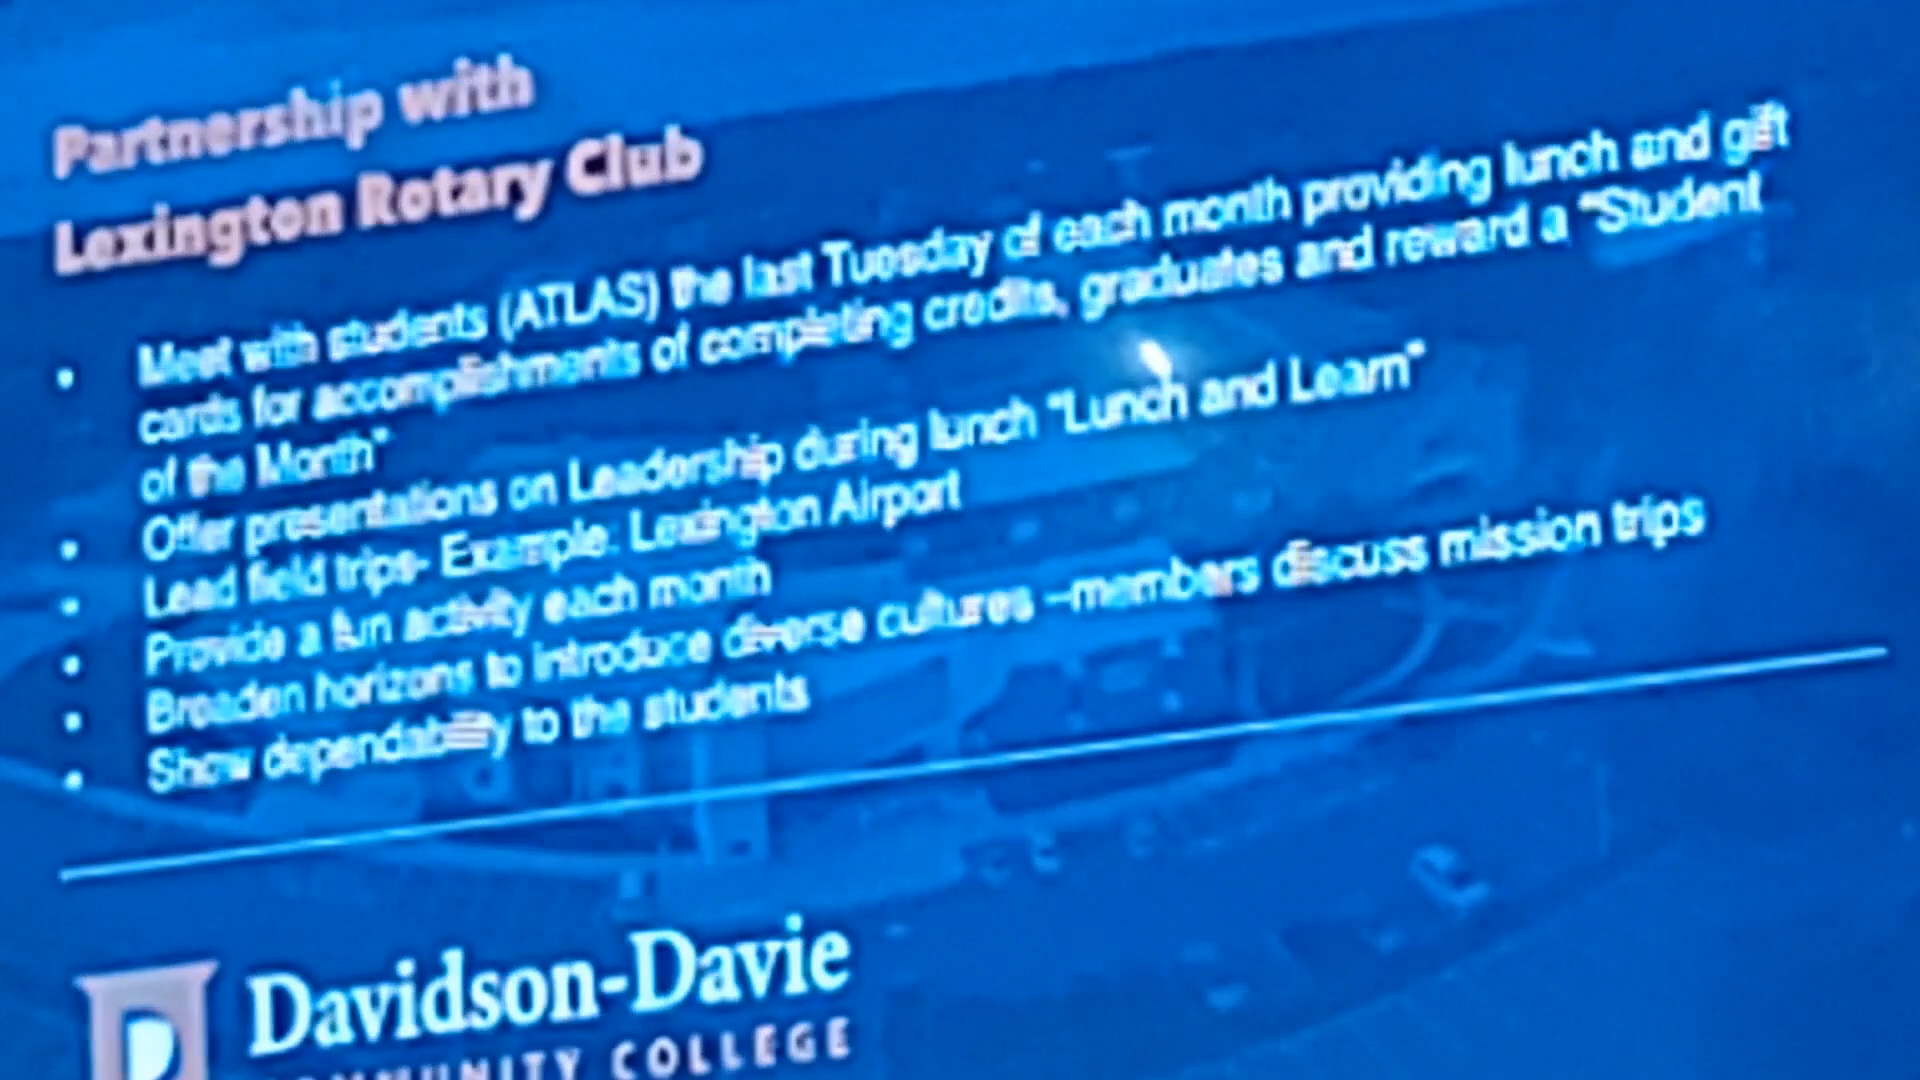 Partnership with
Lexington Rotary Club
• Meet with students (ATLAS) the last Tuesday of each month providing lunch and gift
cards for accomplishments of completing credits, graduates and reward a "Student
of the Month"
• Offer presentations on Leadership during lunch "Lunch and Learn"
• Lead field trips- Example: Lexington Airport
• Provide a fun activity each month
• Broaden horizons to introduce diverse cultures –members discuss mission trips
• Show dependability to the students
D
Davidson-Davie
COMMUNITY COLLEGE